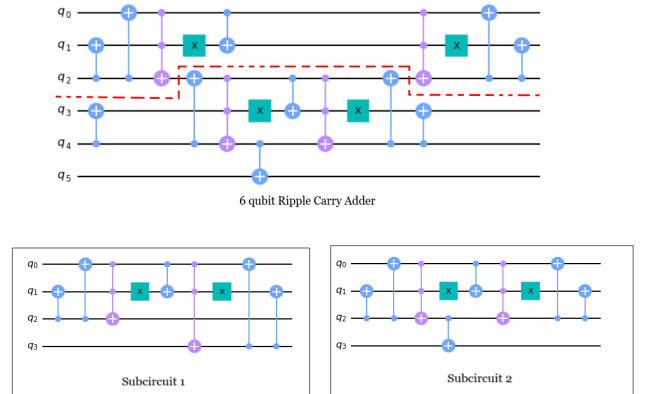 q0
q1
X
X
q2
q3
X
X
q4
q5
6 qubit Ripple Carry Adder
q0
q1
X
X
q2
q3
Subcircuit 1
q0
q1
X
X
q2
q3
Subcircuit 2